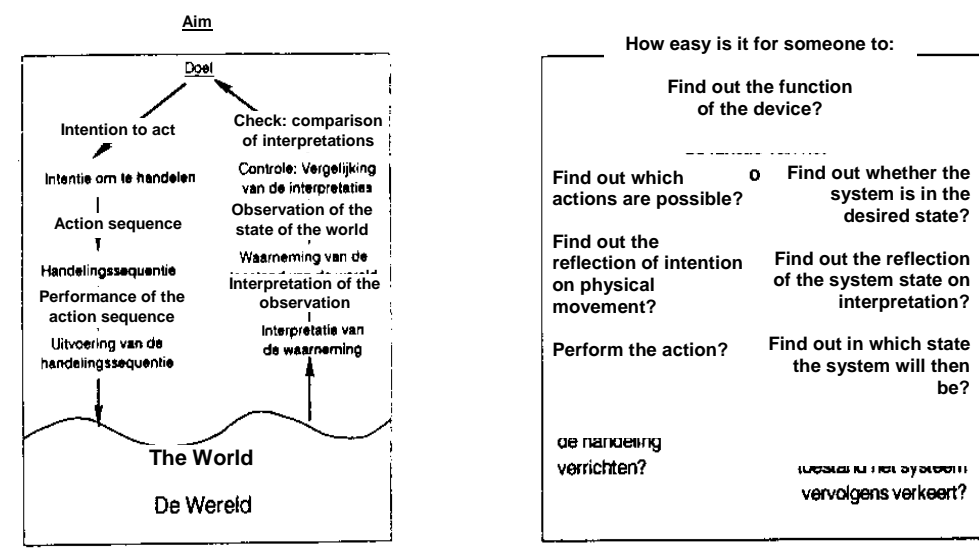 Aim
Doel
Intention to act
Intentie om te handelen
Action sequence
Handelingssequentie
Performance of the
action sequence
Uitvoering van de
handelingssequentie
Check: comparison
of interpretations
Controle: Vergelijking
van de interpretaties
Observation of the
state of the world
Waarneming van de
Interpretation of the
observation
Interpretatie van
de waarneming
The World
De Wereld
How easy is it for someone to:
Find out the function
of the device?
Find out which
actions are possible?
Find out the
reflection of intention
on physical
movement?
Perform the action?
de handeling
verrichten?
o
Find out whether the
system is in the
desired state?
Find out the reflection
of the system state on
interpretation?
Find out in which state
the system will then
be?
toestand het systeem
vervolgens verkeert?